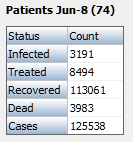 Patients Jun-8 (74)
Status Count
Infected 3191
Treated 8494
Recovered 113061
Dead 3983
Cases 125538